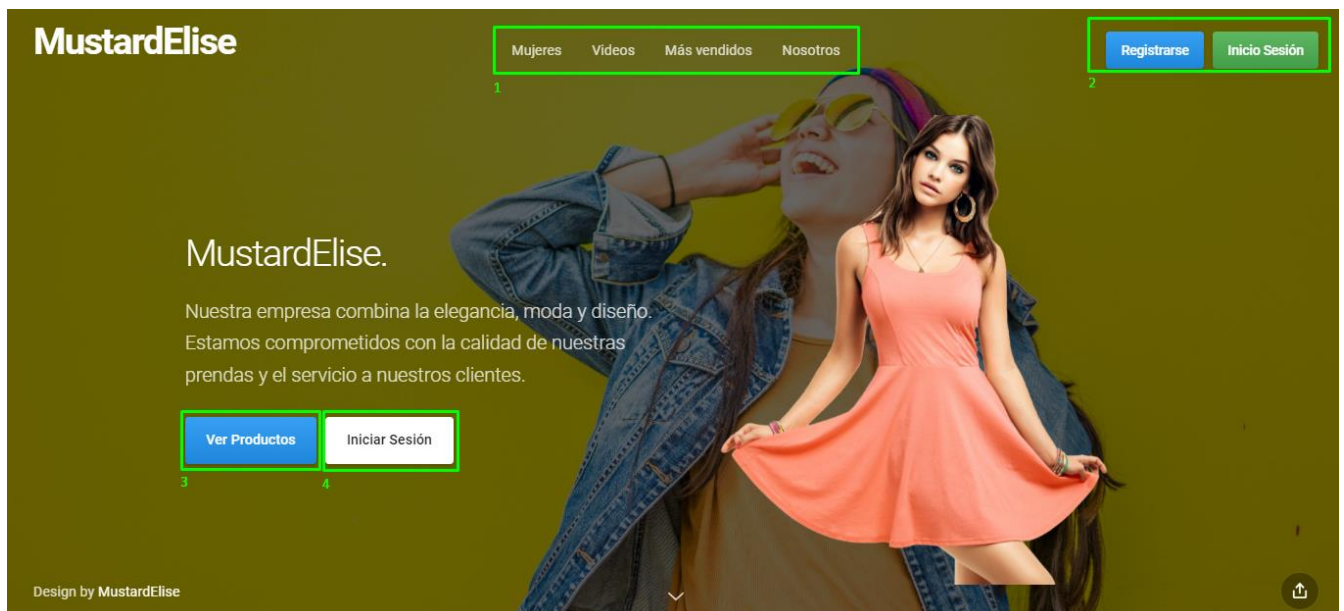 MustardElise
Mujeres Videos Más vendidos Nosotros
Registrarse Inicio Sesión
1
2
MustardElise.
Nuestra empresa combina la elegancia, moda y diseño.
Estamos comprometidos con la calidad de nuestras
prendas y el servicio a nuestros clientes.
Ver Productos Iniciar Sesión
3
4
Design by MustardElise